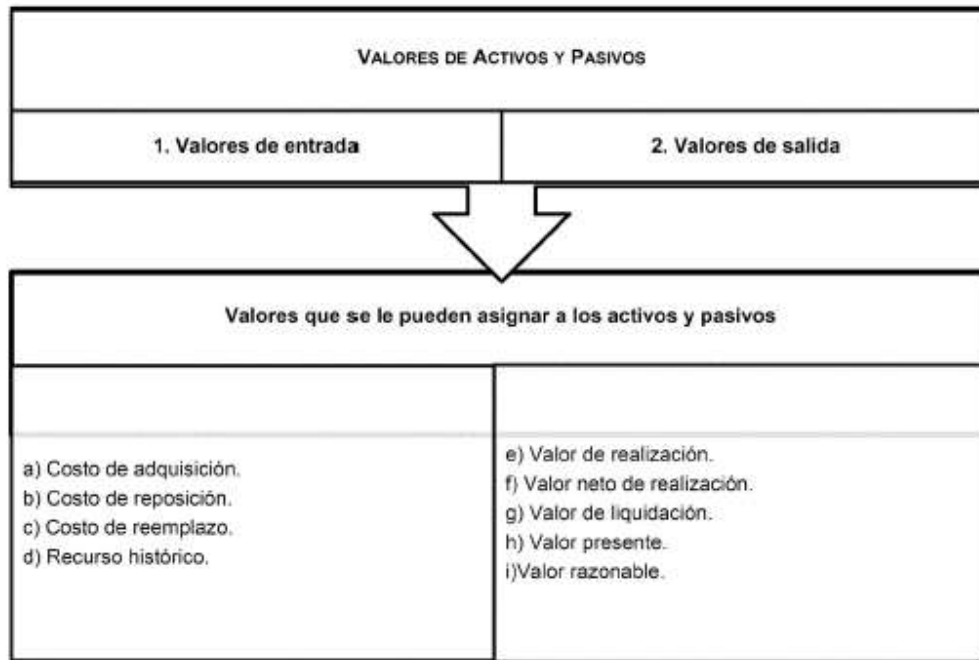 VALORES DE ACTIVOS Y PASIVOS
1. Valores de entrada
2. Valores de salida
Valores que se le pueden asignar a los activos y pasivos
a) Costo de adquisición.
b) Costo de reposición.
c) Costo de reemplazo.
d) Recurso histórico.
e) Valor de realización.
f) Valor neto de realización.
g) Valor de liquidación.
h) Valor presente.
i)Valor razonable.